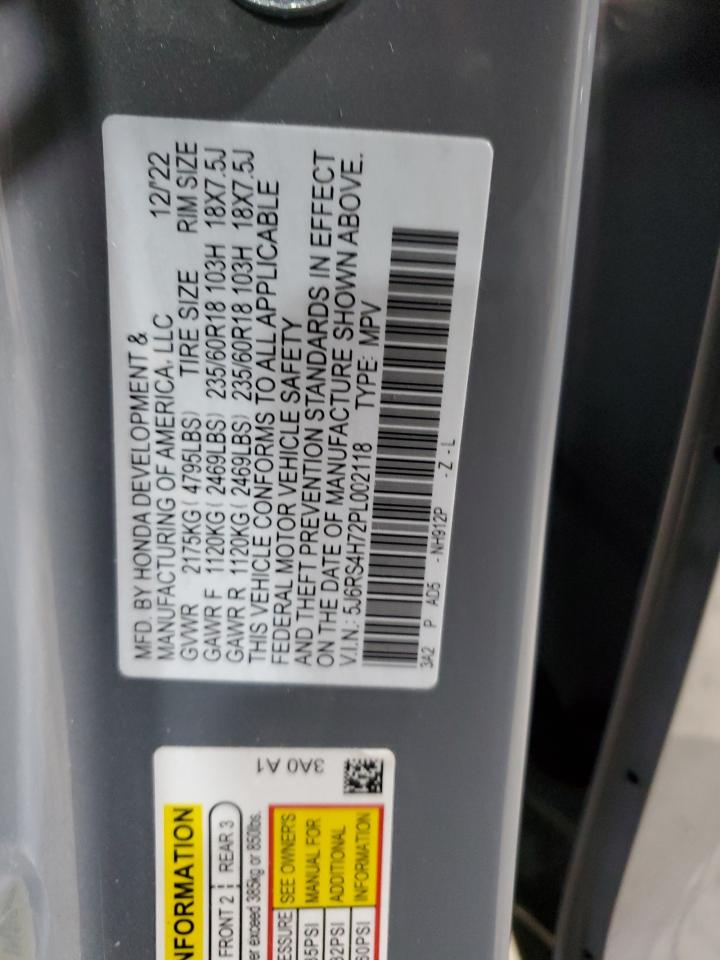 MFD. BY HONDA DEVELOPMENT &
MANUFACTURING OF AMERICA, LLC 12/'22
GVWR 2175KG( 4795LBS) TIRE SIZE RIM SIZE
GAWR F 1120KG( 2469LBS) 235/60R18 103H 18X7.5J
GAWR R 1120KG( 2469LBS) 235/60R18 103H 18X7.5J
THIS VEHICLE CONFORMS TO ALL APPLICABLE
FEDERAL MOTOR VEHICLE SAFETY
AND THEFT PREVENTION STANDARDS IN EFFECT
ON THE DATE OF MANUFACTURE SHOWN ABOVE.
V.I.N.: 5J6RS4H72PL002118 TYPE: MPV
3A2 P AO5 -NH912P -Z-L
3A0 A1
NFORMATION
FRONT 2 REAR 3
er exceed 385kg or 850lbs.
ESSURE SEE OWNER'S
35PSI MANUAL FOR
32PSI ADDITIONAL
60PSI INFORMATION